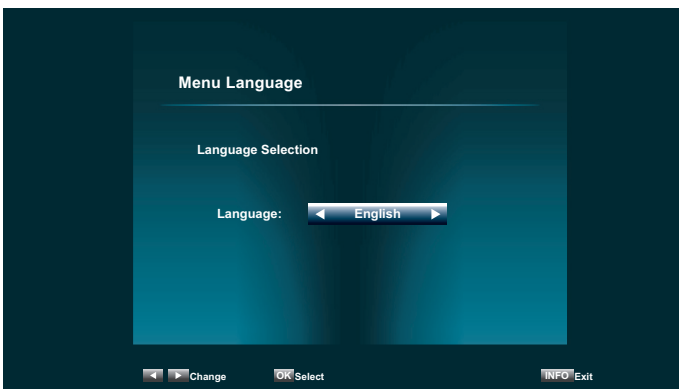 Menu Language
Language Selection
Language: ◀ English ▶
◀ ▶ Change OK Select INFO Exit